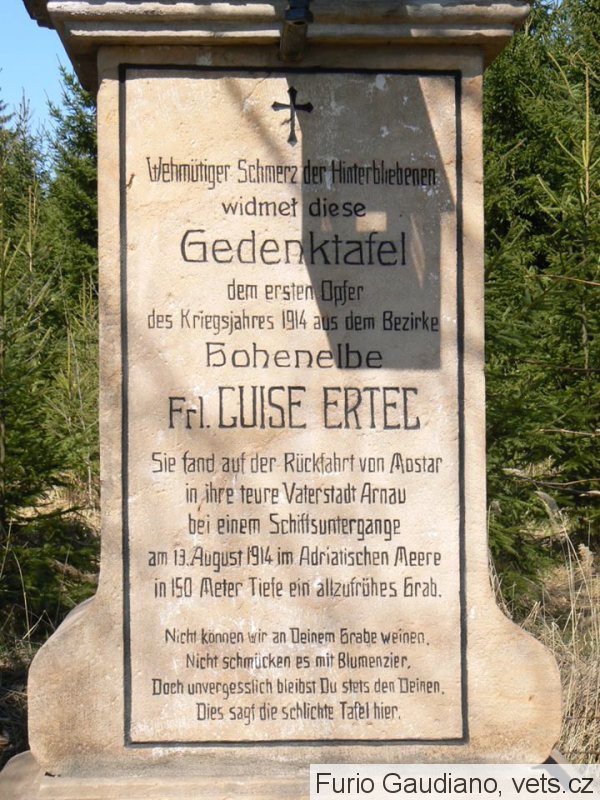 Wehmütiger Schmerz der Hinterbliebenen
widmet diese
Gedenktafel
dem ersten Opfer
des Kriegsjahres 1914 aus dem Bezirke
Hohenelbe
Frl. LUISE ERTEL
Sie fand auf der Rückfahrt von Mostar
in ihre teure Vaterstadt Arnau
bei einem Schiffsuntergange
am 13. August 1914 im Adriatischen Meere
in 150 Meter Tiefe ein allzufrühes Grab.
Nicht können wir an Deinem Grabe weinen,
Nicht schmücken es mit Blumenzier,
Doch unvergesslich bleibst Du stets den Deinen,
Dies sagt die schlichte Tafel hier.
Furio Gaudiano, vets.cz